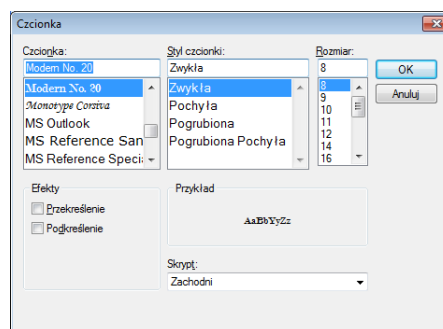 Czcionka
Czcionka: Styl czcionki: Rozmiar:
Modern No. 20 Zwykła 8
Modern No. 20 Zwykła 8
Monotype Corsiva Pochyła 9
MS Outlook Pogrubiona 10
MS Reference San Pogrubiona Pochyła 11
MS Reference Speci 12
14
16
OK
Anuluj
Efekty
Przekreślenie
Podkreślenie
Przykład
AaBbYyZz
Skrypt:
Zachodni